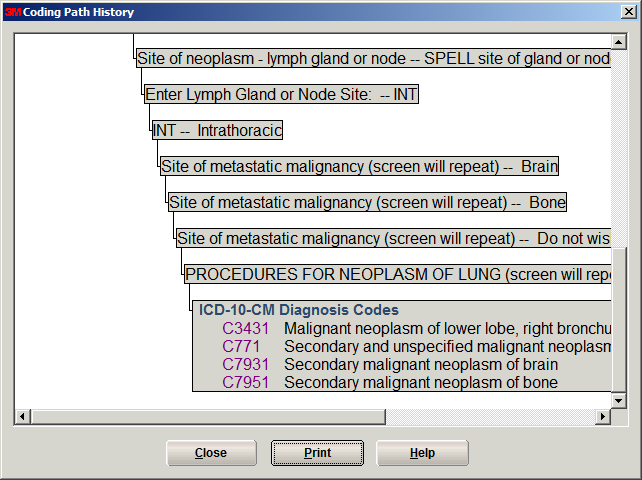 3M Coding Path History
Site of neoplasm - lymph gland or node -- SPELL site of gland or
Enter Lymph Gland or Node Site: -- INT
INT -- Intrathoracic
Site of metastatic malignancy (screen will repeat) -- Brain
Site of metastatic malignancy (screen will repeat) -- Bone
Site of metastatic malignancy (screen will repeat) -- Do not
PROCEDURES FOR NEOPLASM OF LUNG (screen will
ICD-10-CM Diagnosis Codes
C3431 Malignant neoplasm of lower lobe, right
C771 Secondary and unspecified malignant neoplasm
C7931 Secondary malignant neoplasm of brain
C7951 Secondary malignant neoplasm of bone
Close Print Help